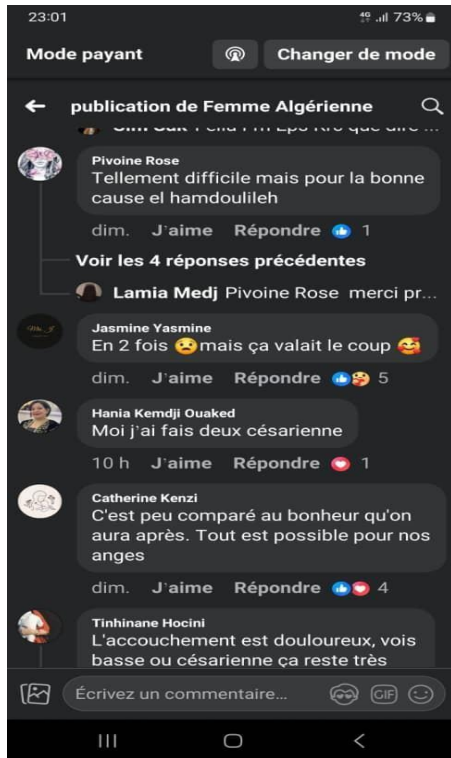 23:01
4G 73%
Mode payant
Changer de mode
publication de Femme Algérienne
Pivoine Rose
Tellement difficile mais pour la bonne
cause el hamdoulileh
dim. J'aime Répondre 1
Voir les 4 réponses précédentes
Lamia Medj Pivoine Rose merci pr...
Jasmine Yasmine
En 2 fois 😟mais ça valait le coup 🥰
dim. J'aime Répondre 5
Hania Kemdji Ouaked
Moi j'ai fais deux césarienne
10 h J'aime Répondre 1
Catherine Kenzi
C'est peu comparé au bonheur qu'on
aura après. Tout est possible pour nos
anges
dim. J'aime Répondre 4
Tinhinane Hocini
L'accouchement est douloureux, vois
basse ou césarienne ça reste très
Écrivez un commentaire...
GIF